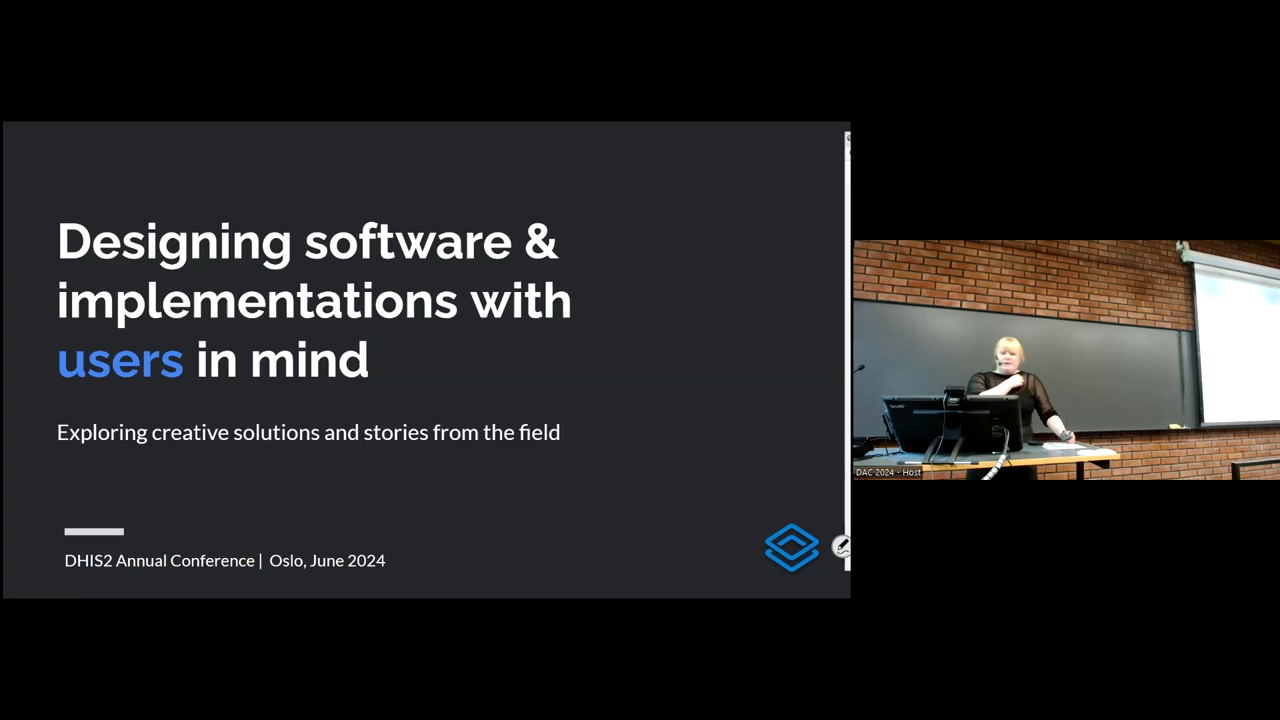 Designing software &
implementations with
users in mind
Exploring creative solutions and stories from the field
DHIS2 Annual Conference | Oslo, June 2024
DAC 2024 - Host